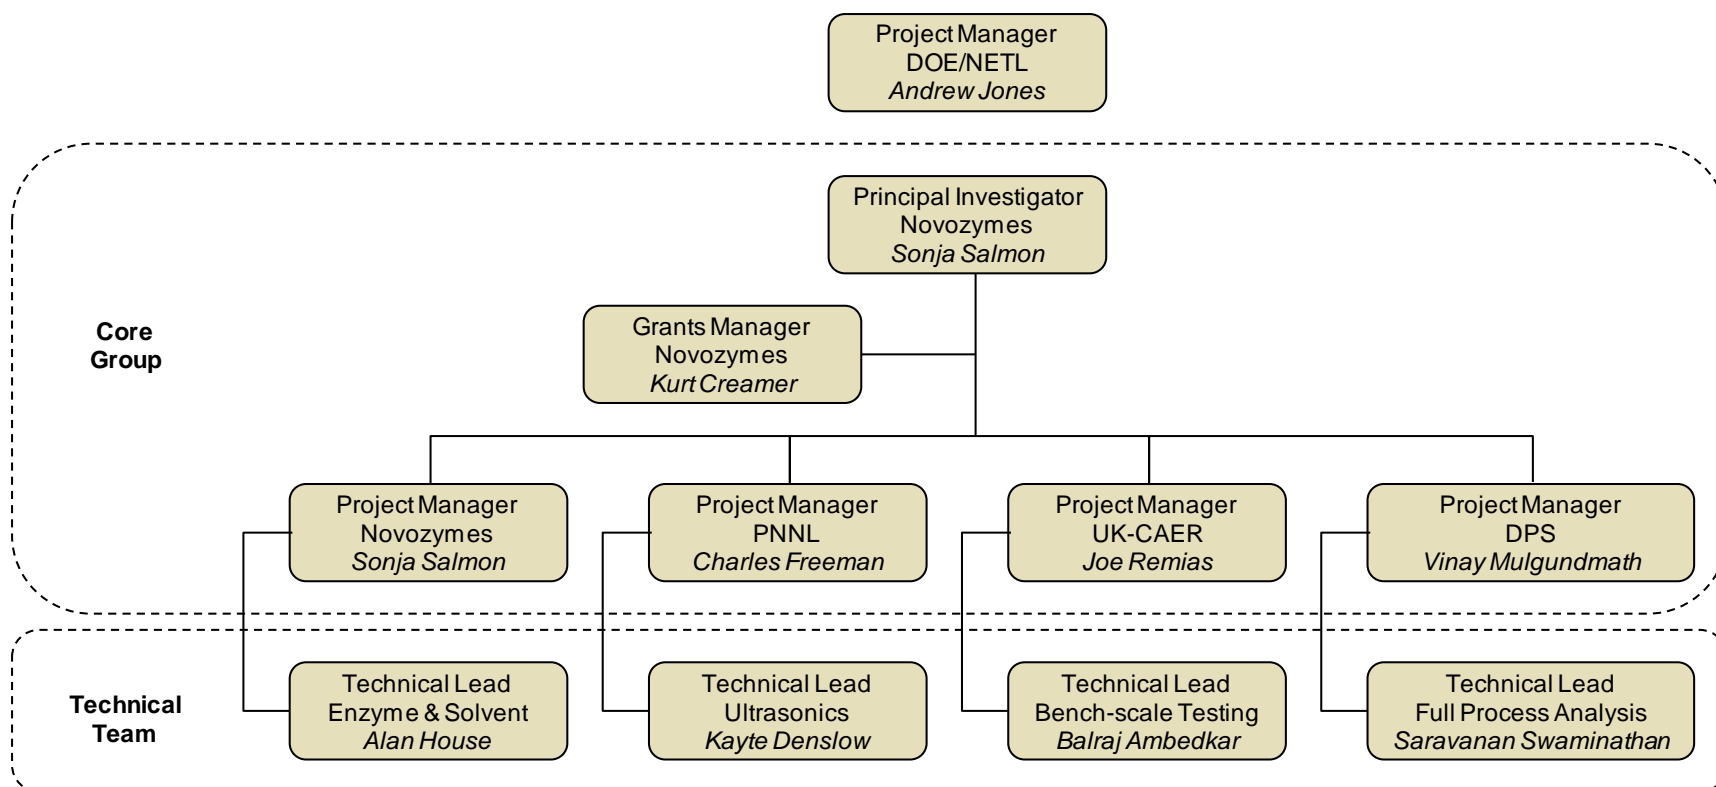 Project Manager
DOE/NETL
Andrew Jones
Principal Investigator
Novozymes
Sonja Salmon
Core
Group
Grants Manager
Novozymes
Kurt Creamer
Project Manager
Novozymes
Sonja Salmon
Project Manager
PNNL
Charles Freeman
Project Manager
UK-CAER
Joe Remias
Project Manager
DPS
Vinay Mulgundmath
Technical
Team
Technical Lead
Enzyme & Solvent
Alan House
Technical Lead
Ultrasonics
Kayte Denslow
Technical Lead
Bench-scale Testing
Balraj Ambedkar
Technical Lead
Full Process Analysis
Saravanan Swaminathan